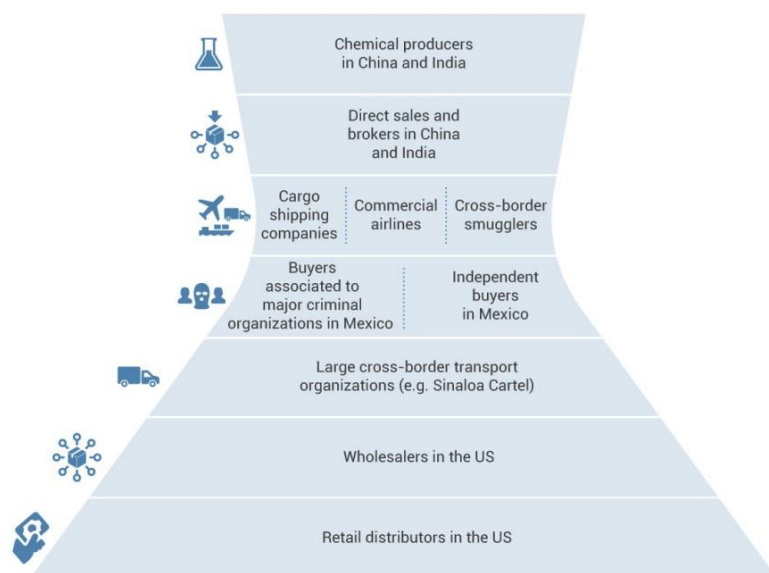 Chemical producers
in China and India
Direct sales and
brokers in China
and India
Cargo
shipping
companies
Commercial
airlines
Cross-border
smugglers
Buyers
associated to
major criminal
organizations in Mexico
Independent
buyers
in Mexico
Large cross-border transport
organizations (e.g. Sinaloa Cartel)
Wholesalers in the US
Retail distributors in the US